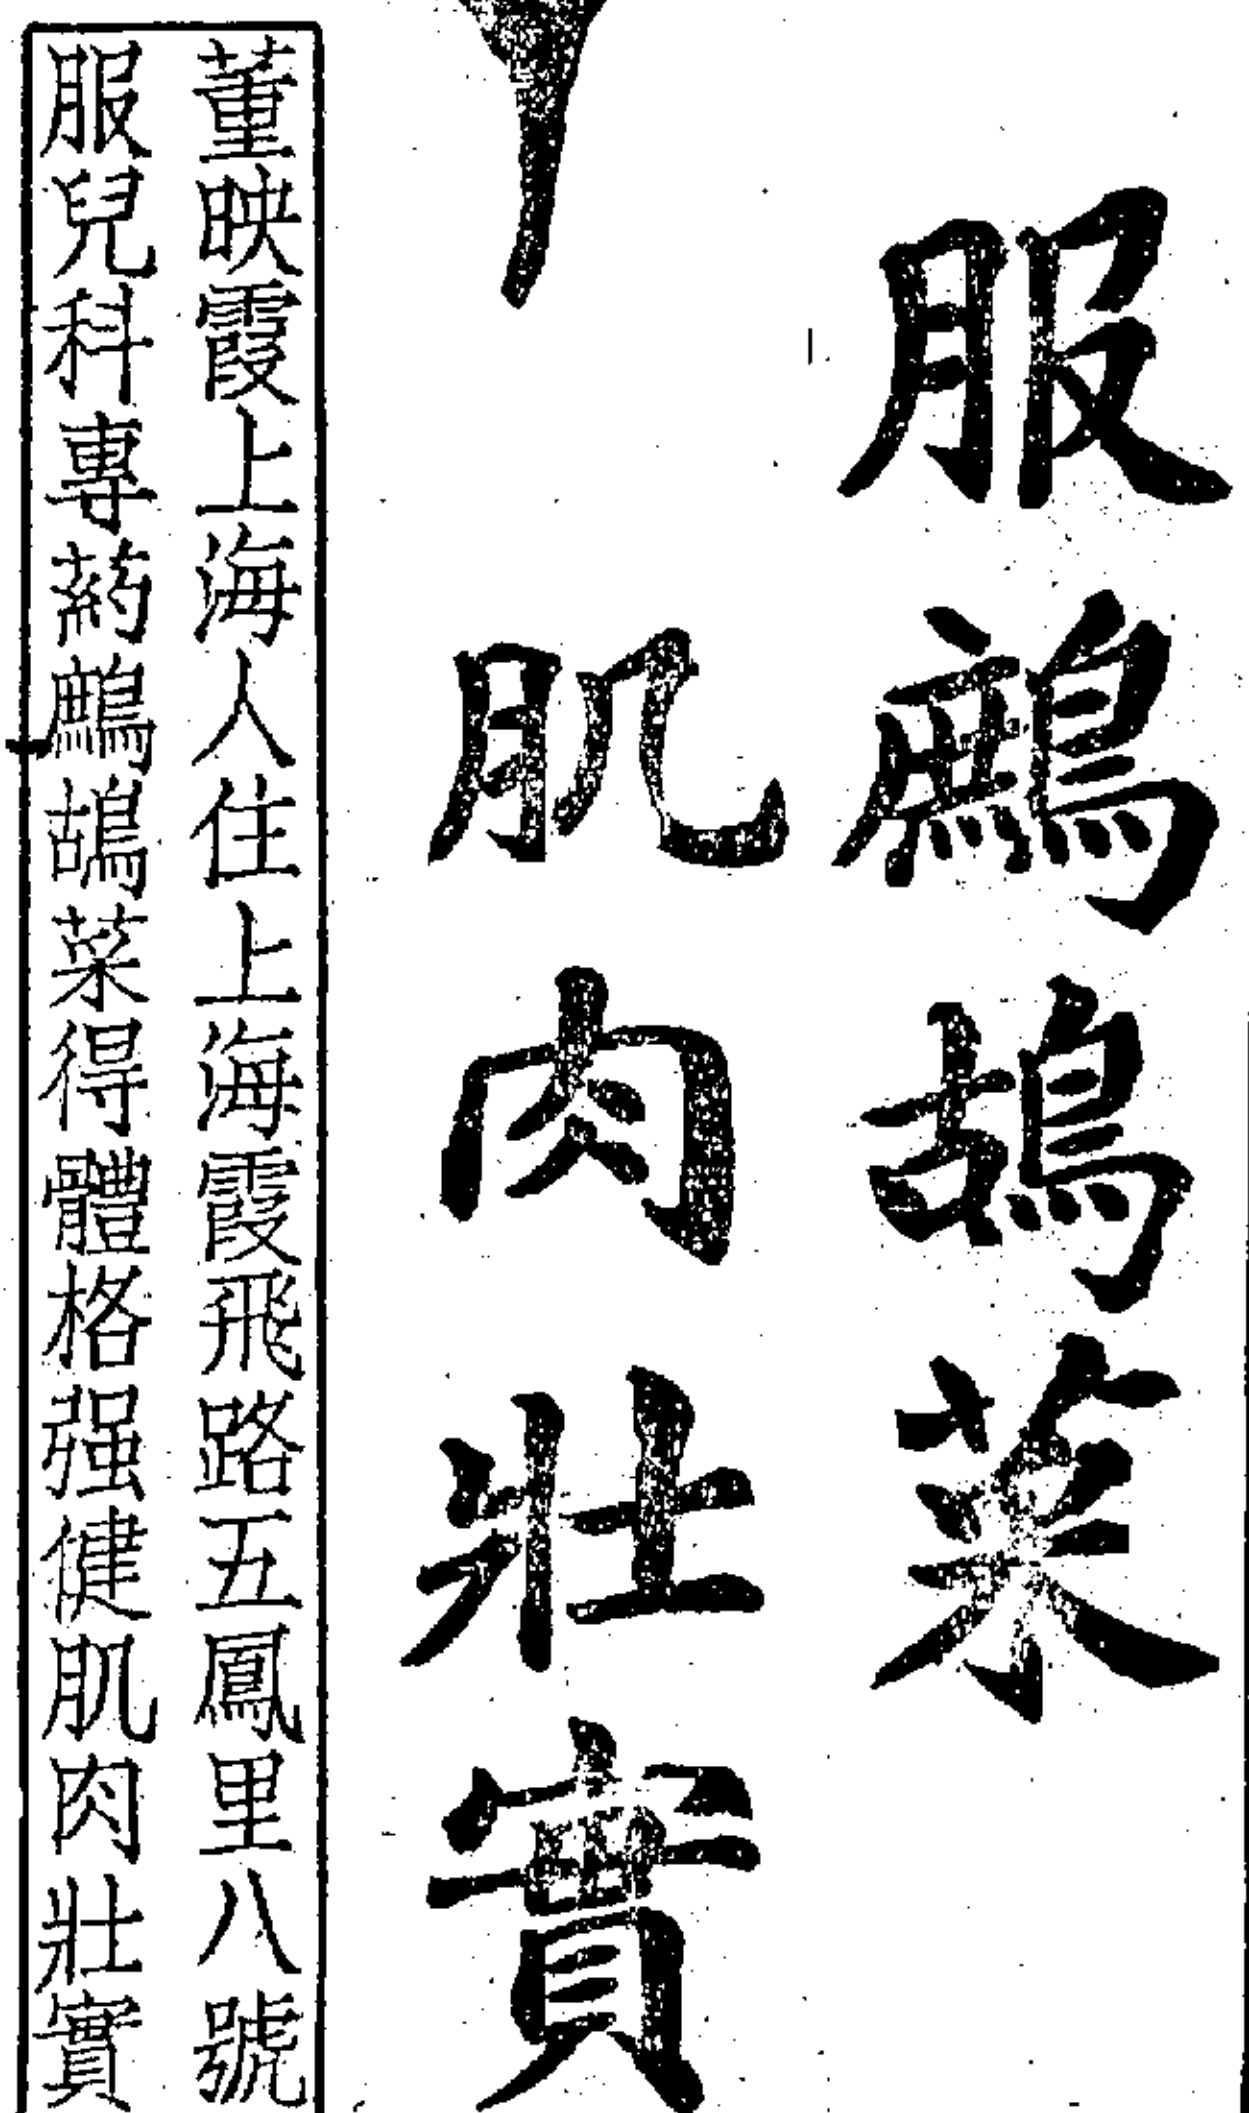 服鷓鴣菜
肌肉壯實
董映霞上海人住上海霞飛路五鳳里八號
服兒科專葯鷓鴣菜得體格强健肌肉壯實